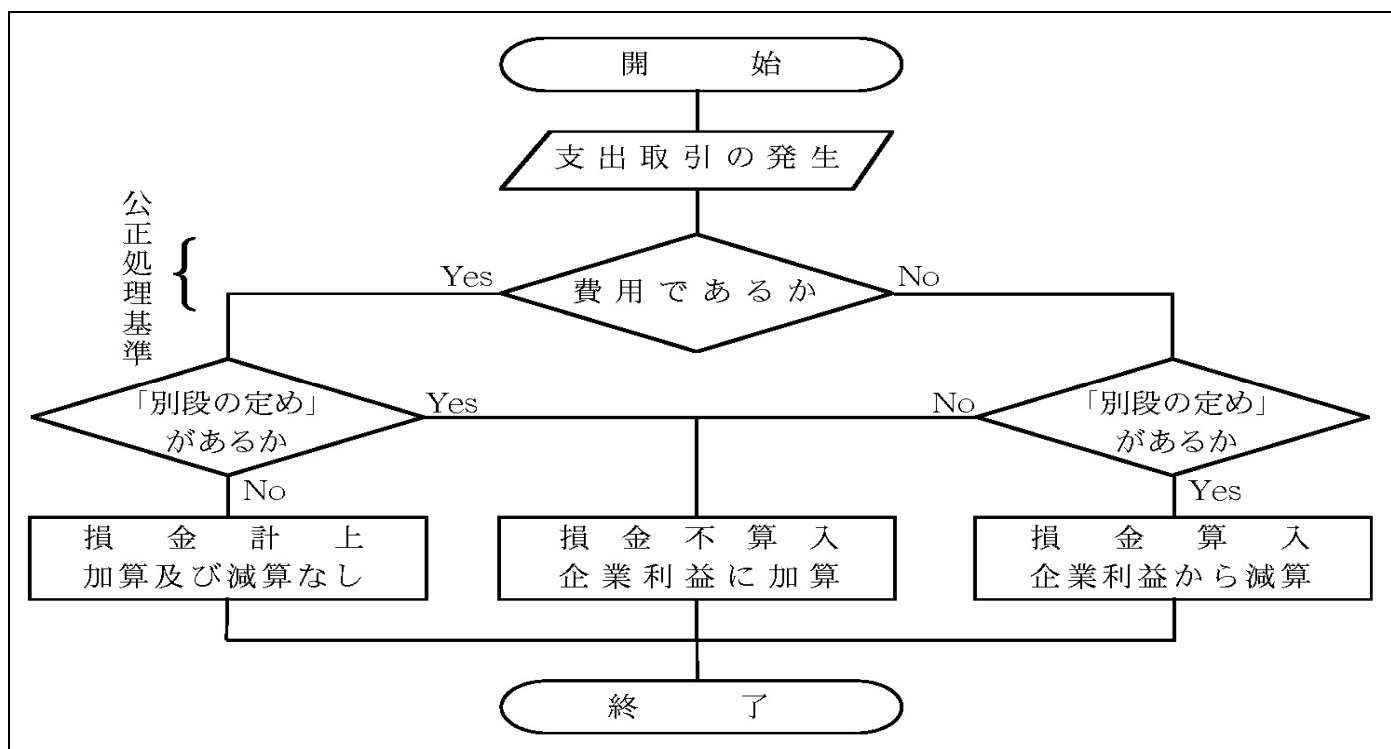 開始
支出取引の発生
公正処理基準
Yes
費用であるか
No
「別段の定め」
があるか
Yes
No
「別段の定め」
があるか
No
Yes
損金計上
加算及び減算なし
損金不算入
企業利益に加算
損金算入
企業利益から減算
終了